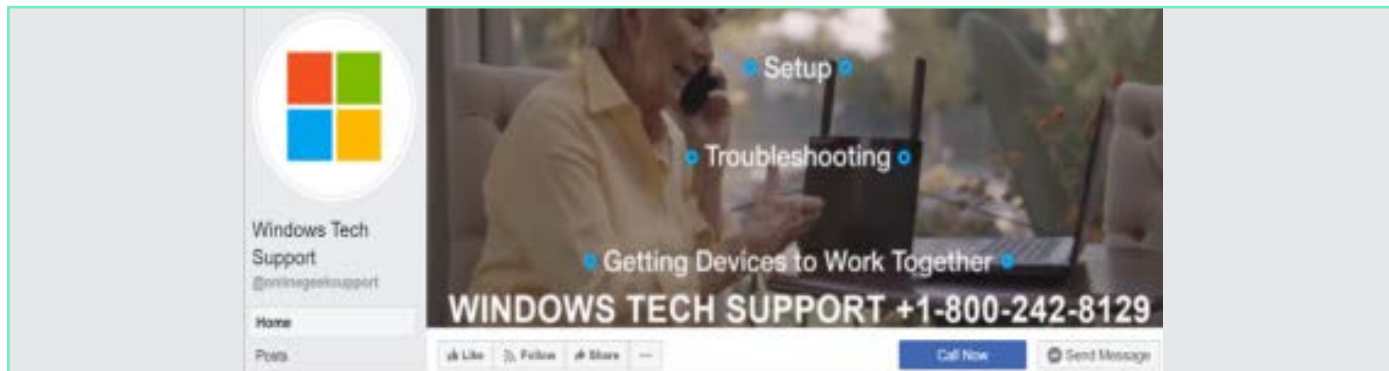 Setup
Troubleshooting
Getting Devices to Work Together
WINDOWS TECH SUPPORT +1-800-242-8129
Windows Tech
Support
@onlinegeeksupport
Home
Posts
Like Follow Share
Call Now
Send Message